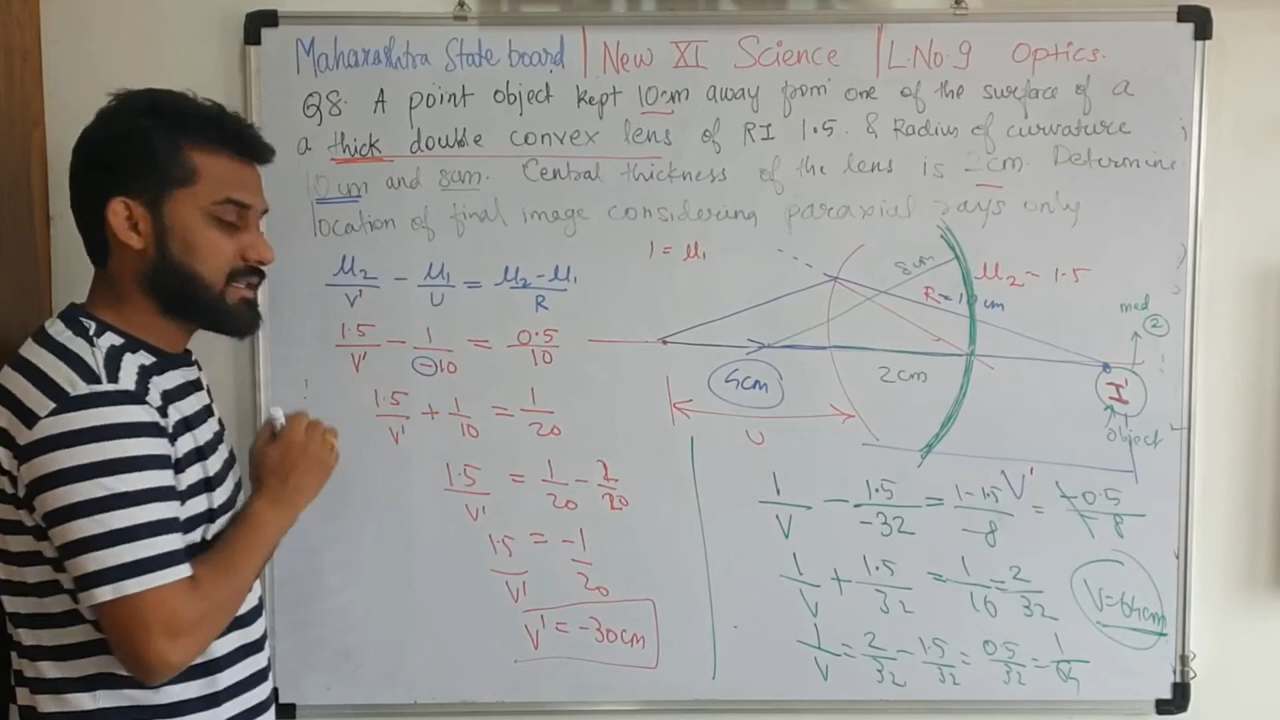 Maharashtra State board | New XI Science | L.No.9 Optics.
Q8. A point object kept 10cm away from one of the surface of a
a thick double convex lens of RI 1.5. & Radius of curvature
10cm and 8cm. Central thickness of the lens is 2cm. Determine
location of final image considering paraxial rays only
μ2/v' - μ1/u = μ2-μ1/R
1.5/v' - 1/-10 = 0.5/10
1.5/v' + 1/10 = 1/20
1.5/v' = 1/20 - 2/20
1.5/v' = -1/20
v' = -30cm
1 = μ1
8cm
μ2 - 1.5
R=10cm
med 2
5cm
2cm
I'
object
u
v'
1/v - 1.5/-32 = 1-1.5/-8 = -0.5/-8
1/v + 1.5/32 = 1/16 = 2/32
v=64cm
1/v = 2/32 - 1.5/32 = 0.5/32 = 1/64